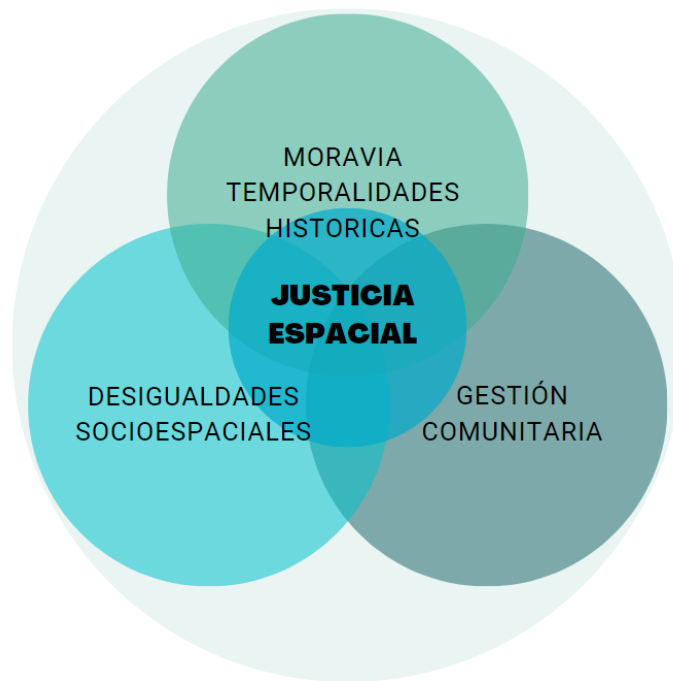 MORAVIA
TEMPORALIDADES
HISTORICAS
JUSTICIA
ESPACIAL
DESIGUALDADES
SOCIOESPACIALES
GESTIÓN
COMUNITARIA